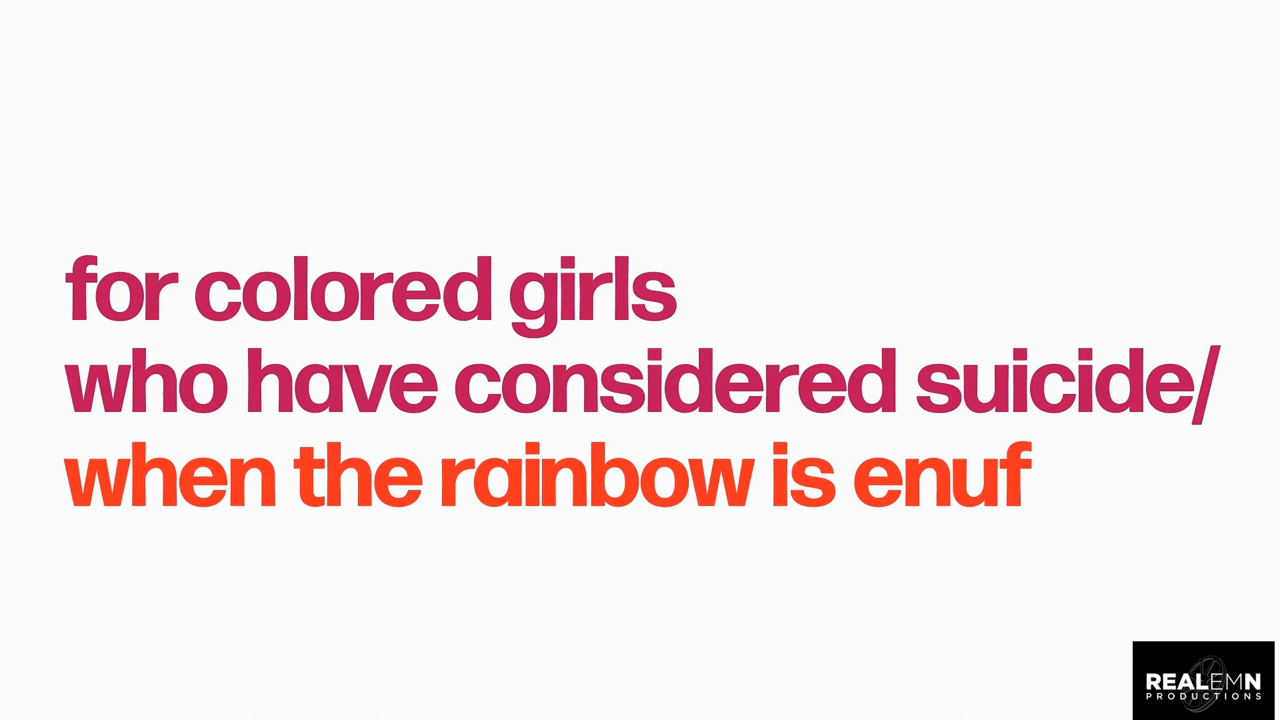 for colored girls
who have considered suicide/
when the rainbow is enuf
REALEMN
PRODUCTIONS